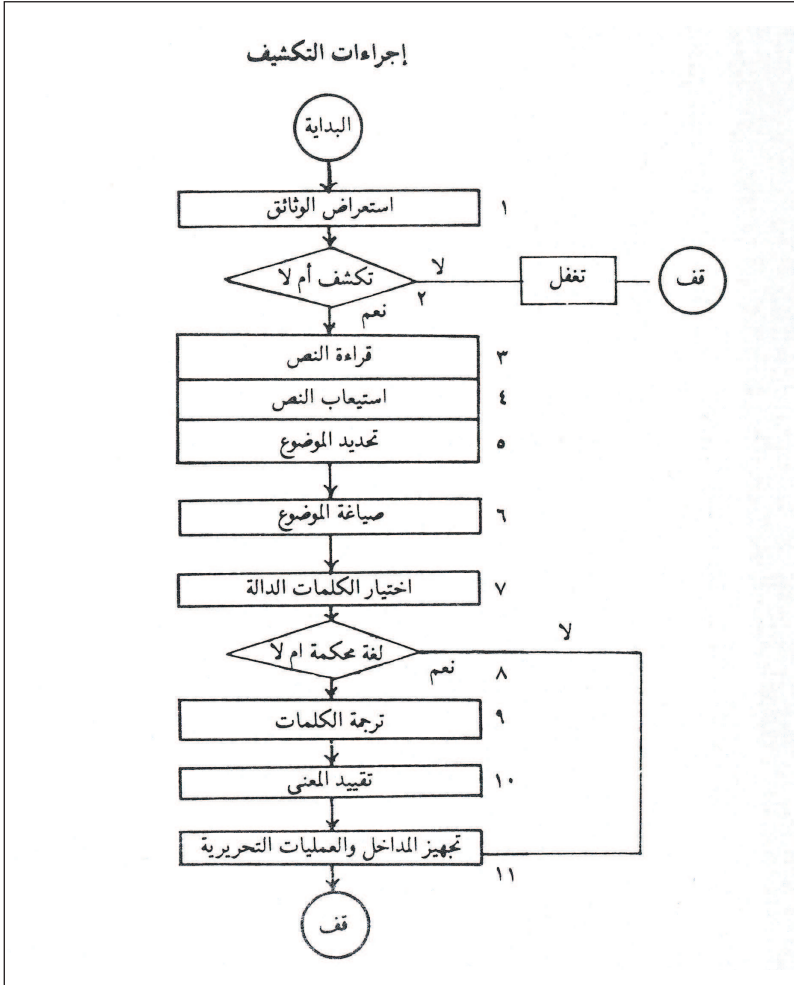 إجراءات التكشيف
البداية
استعراض الوثائق ١
تكشف أم لا
لا
٢
نعم
تغفل
قف
قراءة النص ٣
استيعاب النص ٤
تحديد الموضوع ٥
صياغة الموضوع ٦
اختيار الكلمات الدالة ٧
لغة محكمة ام لا
لا
نعم
٨
ترجمة الكلمات ٩
تقييد المعنى ١٠
تجهيز المداخل والعمليات التحريرية
١١
قف